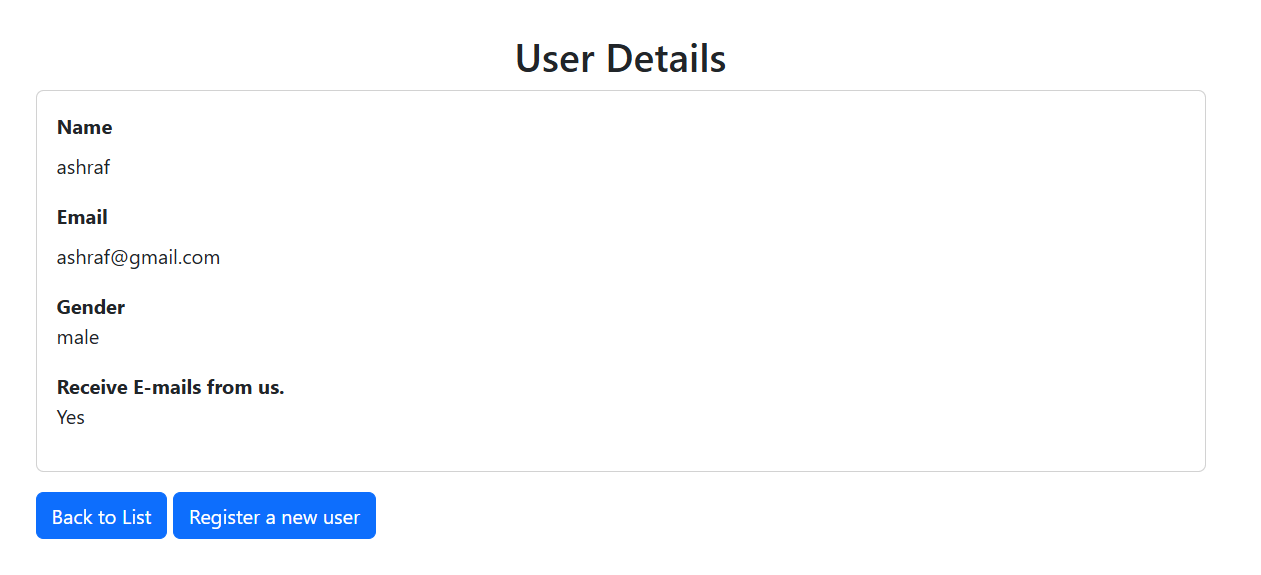 User Details
Name
ashraf
Email
ashraf@gmail.com
Gender
male
Receive E-mails from us.
Yes
Back to List
Register a new user